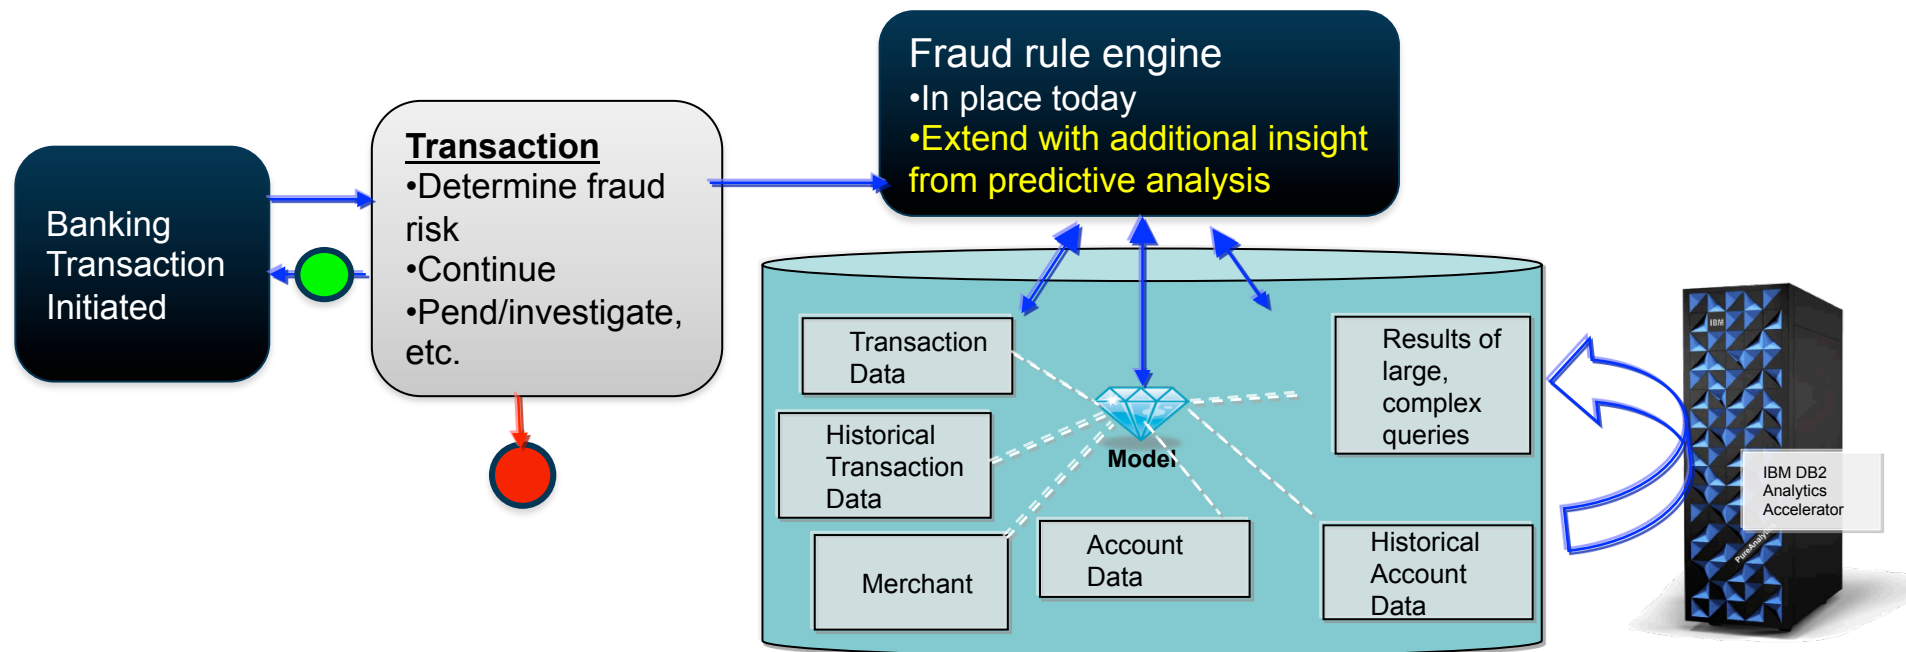 Banking
Transaction
Initiated
Transaction
•Determine fraud
risk
•Continue
•Pend/investigate,
etc.
Fraud rule engine
•In place today
•Extend with additional insight
from predictive analysis
Transaction
Data
Historical
Transaction
Data
Merchant
Model
Account
Data
Results of
large,
complex
queries
Historical
Account
Data
IBM
IBM DB2
Analytics
Accelerator